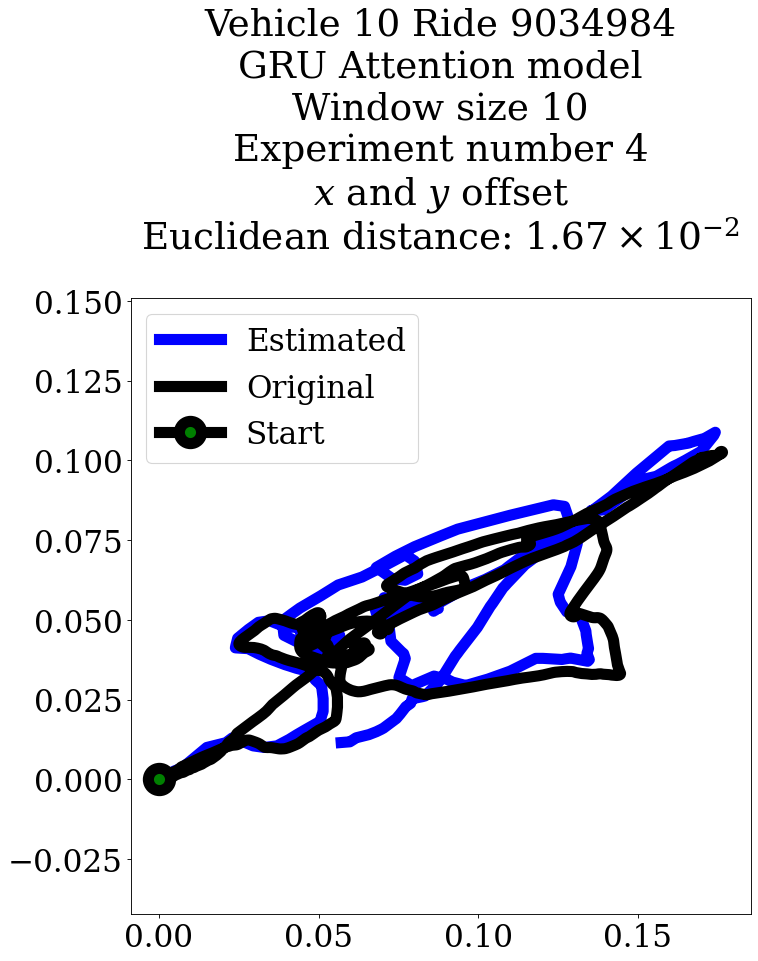 Vehicle 10 Ride 9034984
GRU Attention model
Window size 10
Experiment number 4
x and y offset
Euclidean distance: 1.67 × 10⁻²
0.150
0.125
0.100
0.075
0.050
0.025
0.000
−0.025
Estimated
Original
Start
0.00 0.05 0.10 0.15